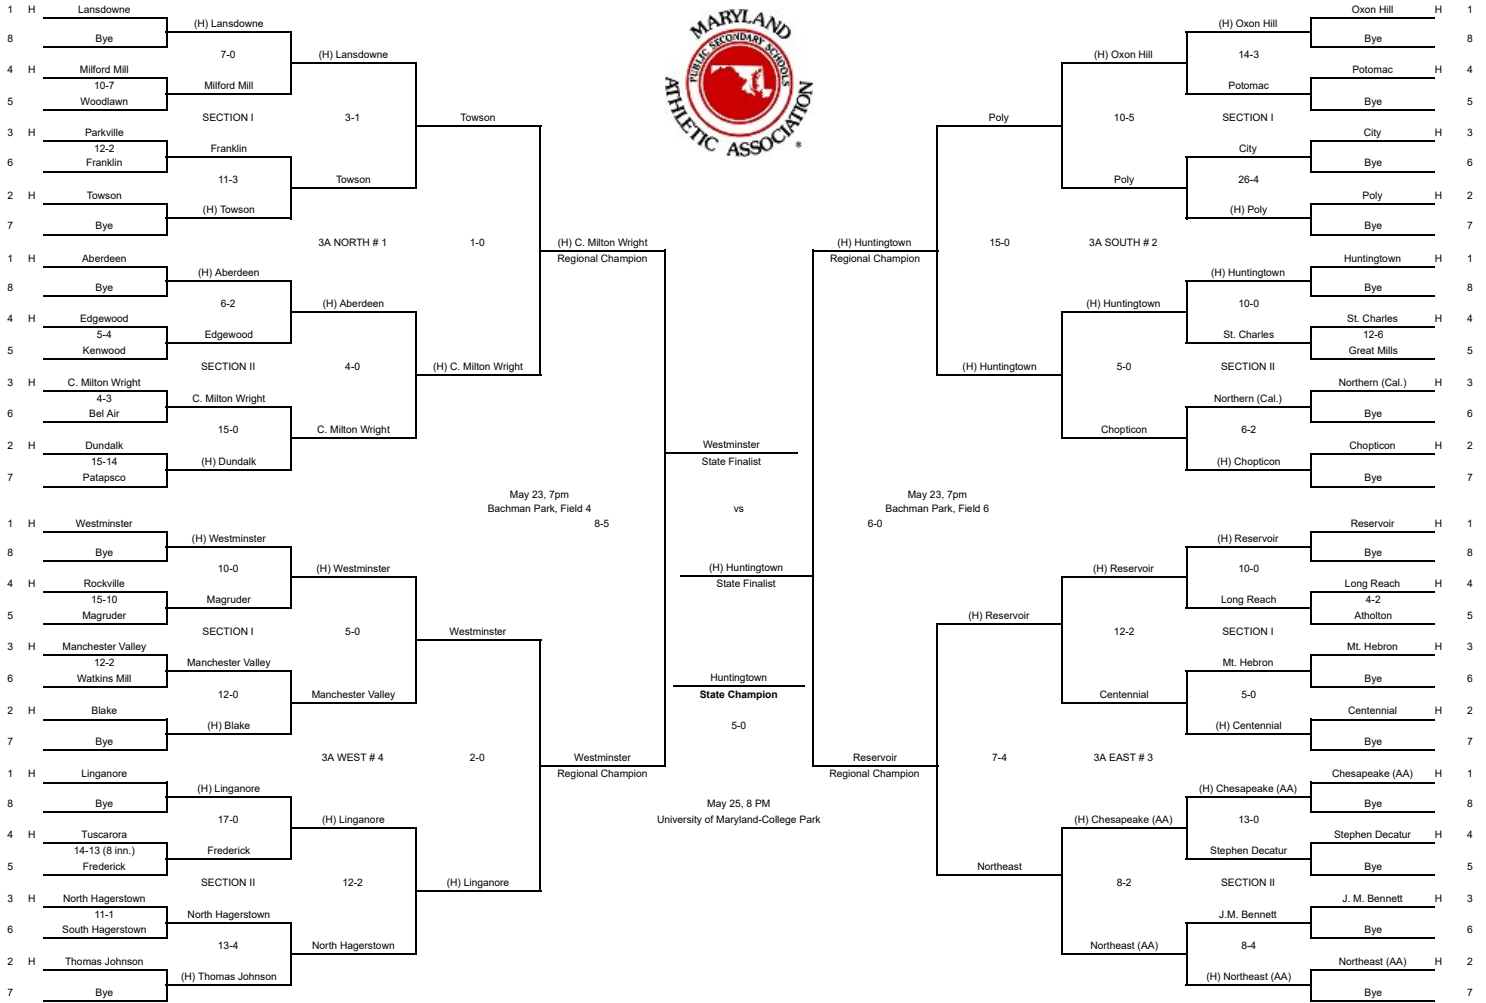 MARYLAND
PUBLIC SECONDARY SCHOOLS
ATHLETIC ASSOCIATION
®
1 H Lansdowne
(H) Lansdowne
8 Bye
7-0
(H) Lansdowne
4 H Milford Mill
10-7
Milford Mill
5 Woodlawn
SECTION I
3-1
Towson
3 H Parkville
12-2
Franklin
6 Franklin
11-3
Towson
2 H Towson
(H) Towson
7 Bye
3A NORTH # 1
1-0
(H) C. Milton Wright
Regional Champion
1 H Aberdeen
(H) Aberdeen
8 Bye
6-2
(H) Aberdeen
4 H Edgewood
5-4
Edgewood
5 Kenwood
SECTION II
4-0
(H) C. Milton Wright
3 H C. Milton Wright
4-3
C. Milton Wright
6 Bel Air
15-0
C. Milton Wright
2 H Dundalk
15-14
(H) Dundalk
7 Patapsco
May 23, 7pm
Bachman Park, Field 4
8-5
1 H Westminster
(H) Westminster
8 Bye
10-0
(H) Westminster
4 H Rockville
15-10
Magruder
5 Magruder
SECTION I
5-0
Westminster
3 H Manchester Valley
12-2
Manchester Valley
6 Watkins Mill
12-0
Manchester Valley
2 H Blake
(H) Blake
7 Bye
3A WEST # 4
2-0
Westminster
Regional Champion
1 H Linganore
(H) Linganore
8 Bye
17-0
(H) Linganore
4 H Tuscarora
14-13 (8 inn.)
Frederick
5 Frederick
SECTION II
12-2
(H) Linganore
3 H North Hagerstown
11-1
North Hagerstown
6 South Hagerstown
13-4
North Hagerstown
2 H Thomas Johnson
(H) Thomas Johnson
7 Bye
Westminster
State Finalist
vs
(H) Huntingtown
State Finalist
Huntingtown
State Champion
5-0
May 25, 8 PM
University of Maryland-College Park
Oxon Hill H 1
(H) Oxon Hill
Bye 8
14-3
(H) Oxon Hill
Potomac H 4
Potomac
Bye 5
SECTION I
10-5
Poly
City H 3
City
Bye 6
26-4
Poly
Poly H 2
(H) Poly
Bye 7
3A SOUTH # 2
15-0
(H) Huntingtown
Regional Champion
Huntingtown H 1
(H) Huntingtown
Bye 8
10-0
(H) Huntingtown
St. Charles H 4
12-6
St. Charles
Great Mills 5
SECTION II
5-0
(H) Huntingtown
Northern (Cal.) H 3
Northern (Cal.)
Bye 6
6-2
Chopticon
Chopticon H 2
(H) Chopticon
Bye 7
May 23, 7pm
Bachman Park, Field 6
6-0
Reservoir H 1
(H) Reservoir
Bye 8
10-0
(H) Reservoir
Long Reach H 4
4-2
Long Reach
Atholton 5
SECTION I
12-2
(H) Reservoir
Mt. Hebron H 3
Mt. Hebron
Bye 6
5-0
Centennial
Centennial H 2
(H) Centennial
Bye 7
3A EAST # 3
7-4
Reservoir
Regional Champion
Chesapeake (AA) H 1
(H) Chesapeake (AA)
Bye 8
13-0
(H) Chesapeake (AA)
Stephen Decatur H 4
Stephen Decatur
Bye 5
SECTION II
8-2
Northeast
J. M. Bennett H 3
J.M. Bennett
Bye 6
8-4
Northeast (AA)
Northeast (AA) H 2
(H) Northeast (AA)
Bye 7